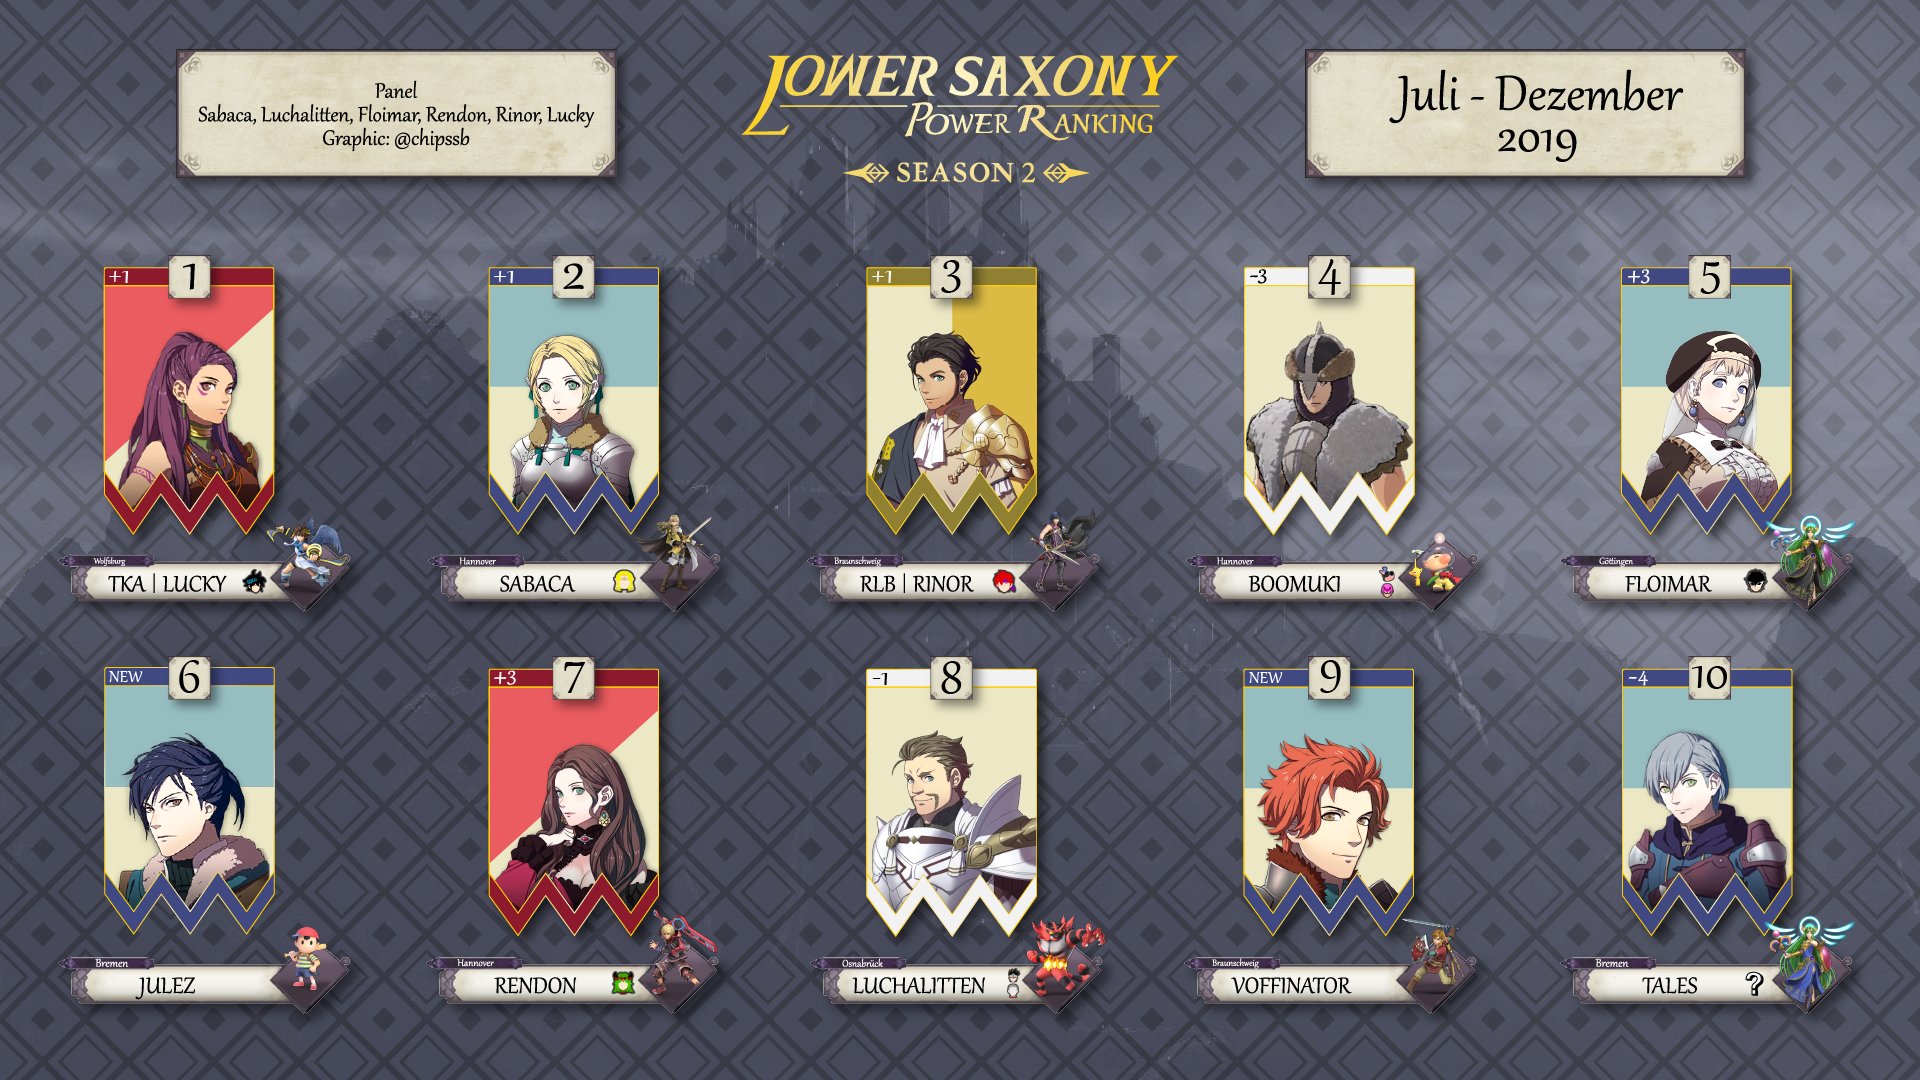 Panel
Sabaca, Luchalitten, Floimar, Rendon, Rinor, Lucky
Graphic: @chipssb
LOWER SAXONY
POWER RANKING
SEASON 2
Juli - Dezember
2019
+1 1
+1 2
+1 3
-3 4
+3 5
Wolfsburg
TKA | LUCKY
Hannover
SABACA
Braunschweig
RLB | RINOR
Hannover
BOOMUKI
Göttingen
FLOIMAR
NEW 6
+3 7
-1 8
NEW 9
-4 10
Bremen
JULEZ
Hannover
RENDON
Osnabrück
LUCHALITTEN
Braunschweig
VOFFINATOR
Bremen
TALES ?